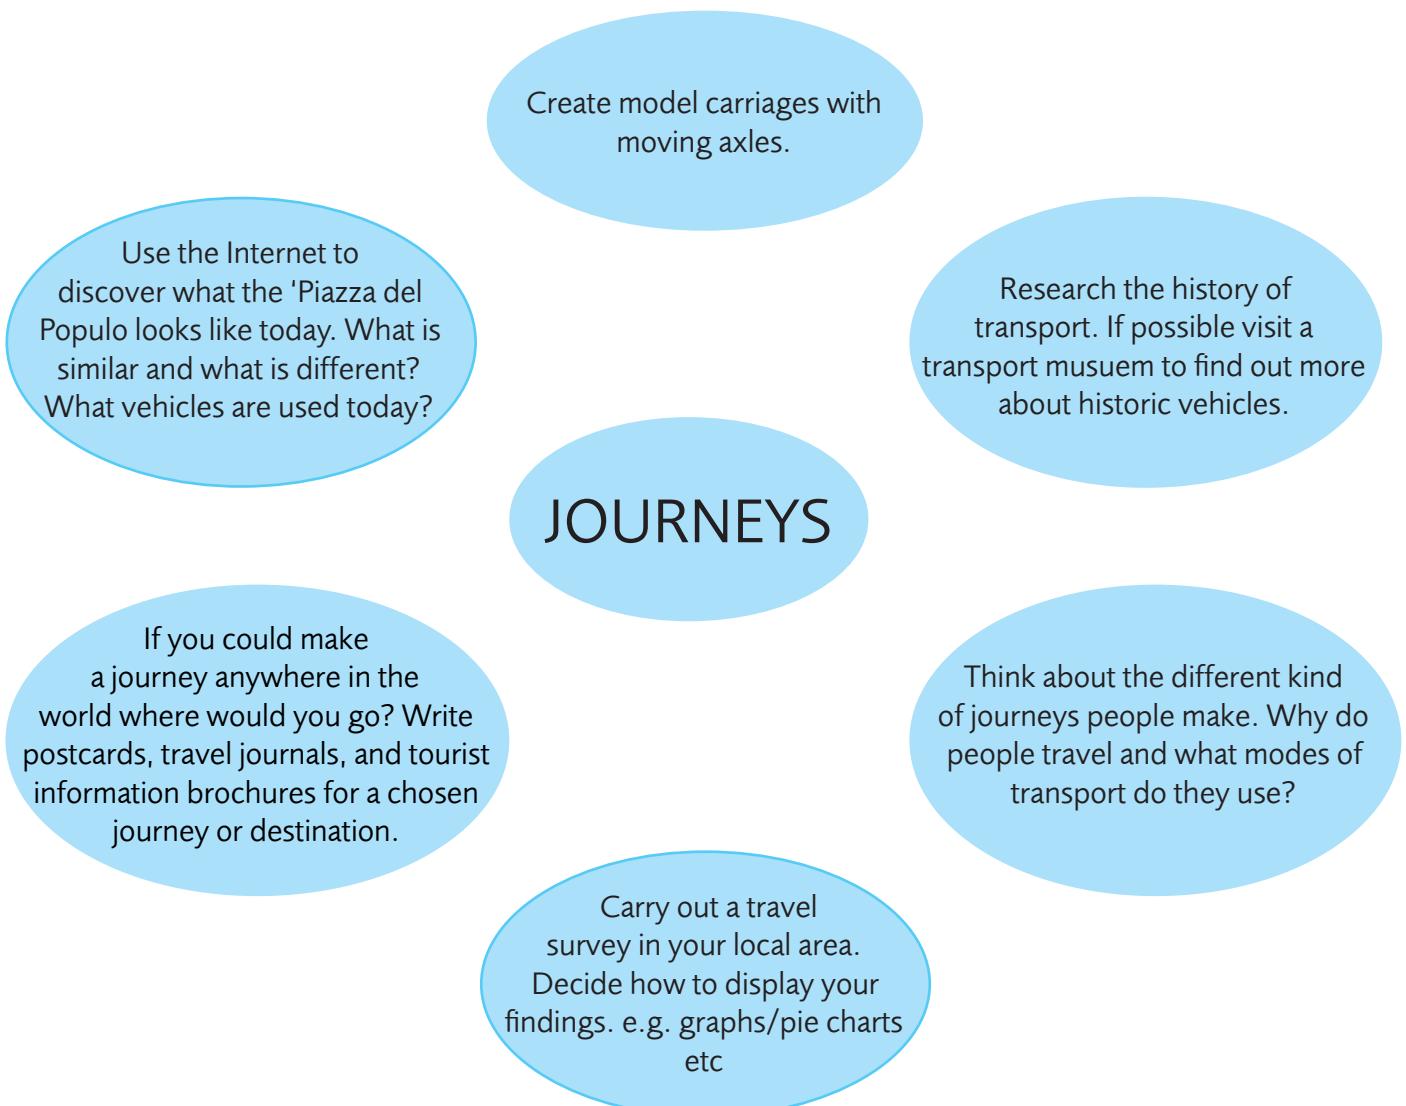 Create model carriages with
moving axles.
Use the Internet to
discover what the 'Piazza del
Populo looks like today. What is
similar and what is different?
What vehicles are used today?
Research the history of
transport. If possible visit a
transport musuem to find out more
about historic vehicles.
JOURNEYS
If you could make
a journey anywhere in the
world where would you go? Write
postcards, travel journals, and tourist
information brochures for a chosen
journey or destination.
Think about the different kind
of journeys people make. Why do
people travel and what modes of
transport do they use?
Carry out a travel
survey in your local area.
Decide how to display your
findings. e.g. graphs/pie charts
etc